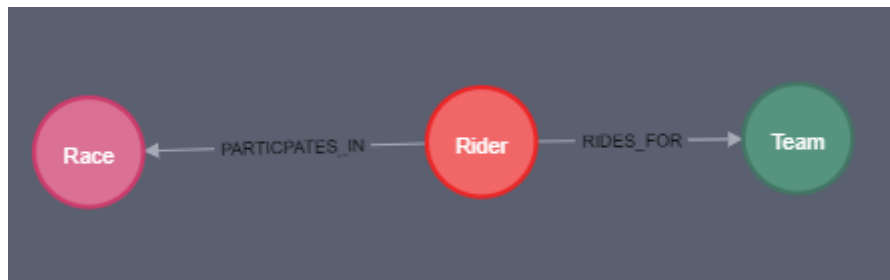 Race
PARTICPATES_IN
Rider
RIDES_FOR
Team